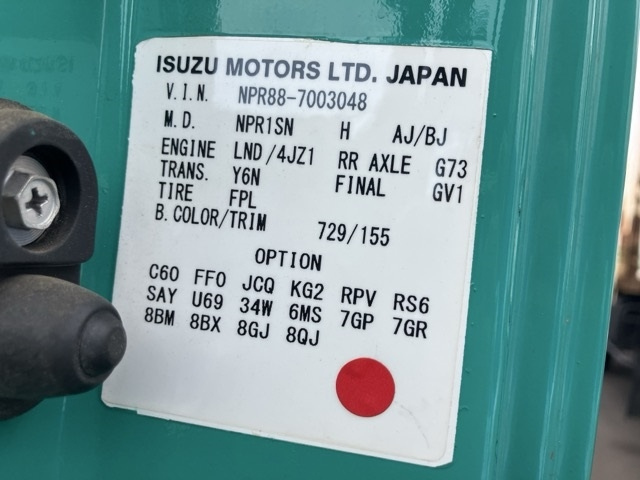 ISUZU MOTORS LTD. JAPAN
V.I.N. NPR88-7003048
M.D. NPR1SN H AJ/BJ
ENGINE LND/4JZ1 RR AXLE G73
TRANS. Y6N FINAL GV1
TIRE FPL
B.COLOR/TRIM 729/155
OPTION
C60 FF0 JCQ KG2 RPV RS6
SAY U69 34W 6MS 7GP 7GR
8BM 8BX 8GJ 8QJ